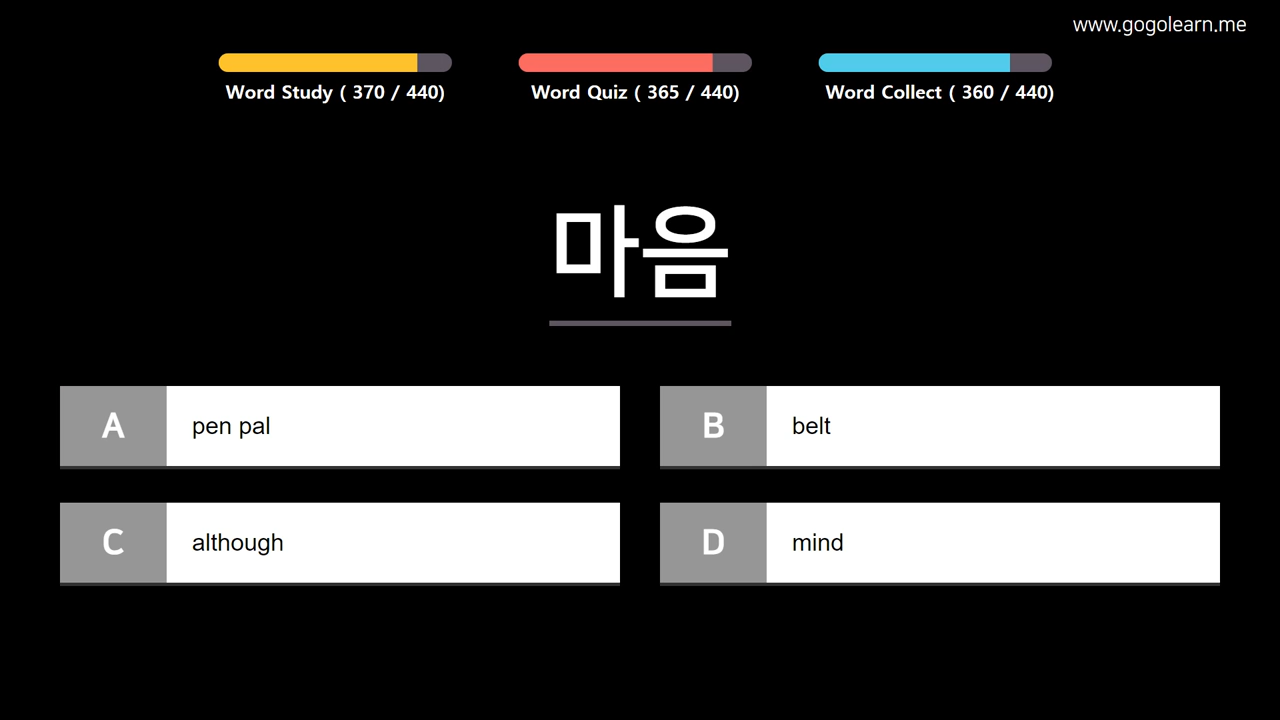 www.gogolearn.me
Word Study ( 370 / 440)
Word Quiz ( 365 / 440)
Word Collect ( 360 / 440)
마음
A pen pal
B belt
C although
D mind